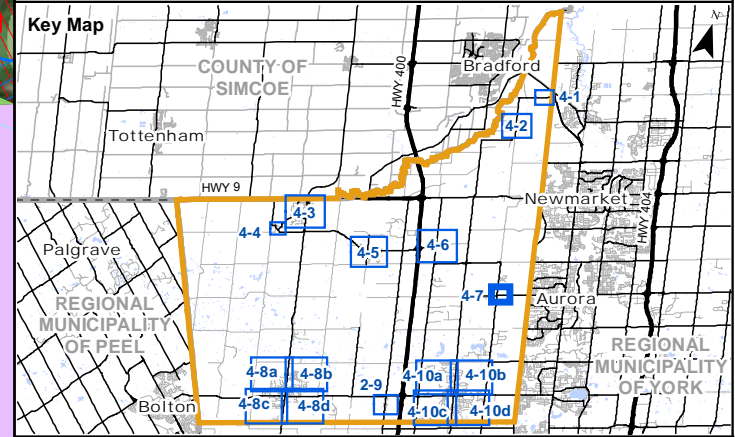 Key Map
N
COUNTY OF
SIMCOE
HWY 400
Bradford
4-1
4-2
Tottenham
HWY 9
4-3
4-4
4-5
4-6
Newmarket
HWY 404
Palgrave
4-7
Aurora
REGIONAL
MUNICIPALITY
OF PEEL
REGIONAL
MUNICIPALITY
OF YORK
4-8a
4-8b
4-10a
4-10b
2-9
Bolton
4-8c
4-8d
4-10c
4-10d